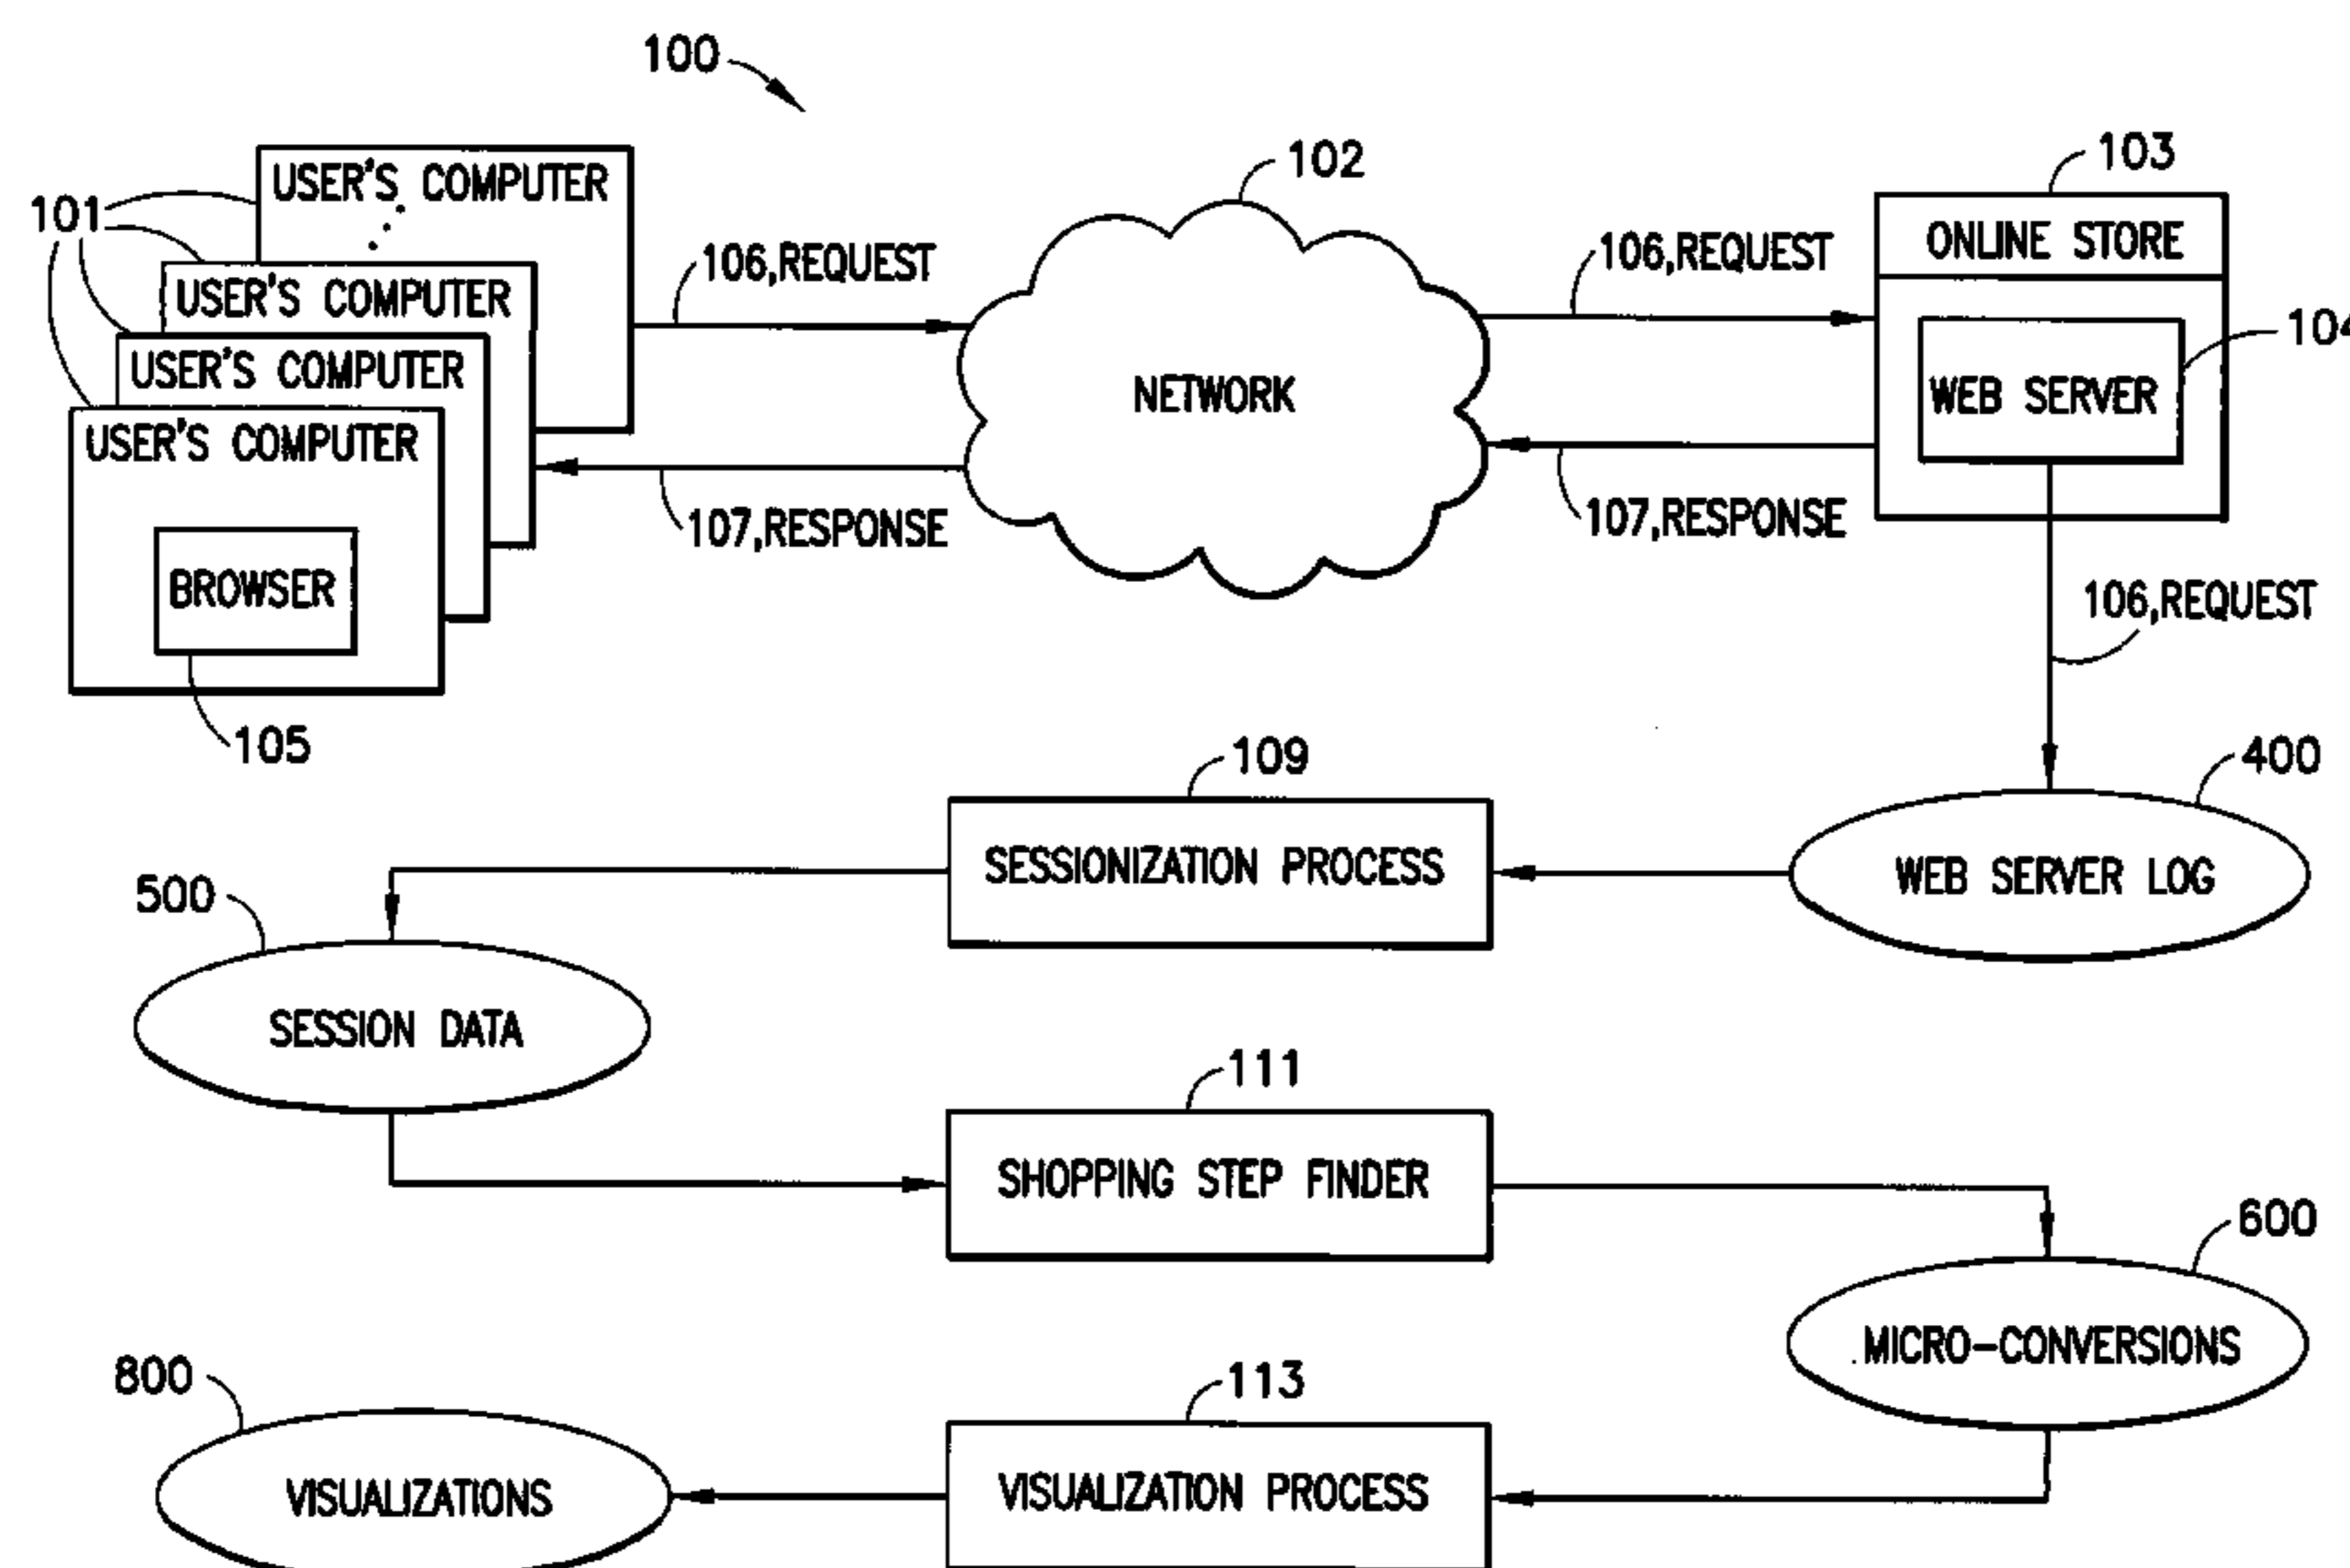 100
102
103
USER'S COMPUTER
101
ONLINE STORE
106,REQUEST
106,REQUEST
USER'S COMPUTER
104
USER'S COMPUTER
NETWORK
WEB SERVER
USER'S COMPUTER
107,RESPONSE
107,RESPONSE
BROWSER
106,REQUEST
105
109
400
SESSIONIZATION PROCESS
WEB SERVER LOG
500
SESSION DATA
111
SHOPPING STEP FINDER
600
MICRO-CONVERSIONS
800
113
VISUALIZATIONS
VISUALIZATION PROCESS